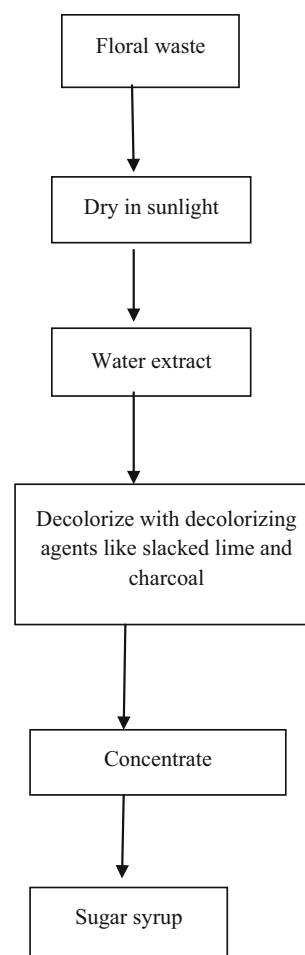 Floral waste
Dry in sunlight
Water extract
Decolorize with decolorizing
agents like slacked lime and
charcoal
Concentrate
Sugar syrup